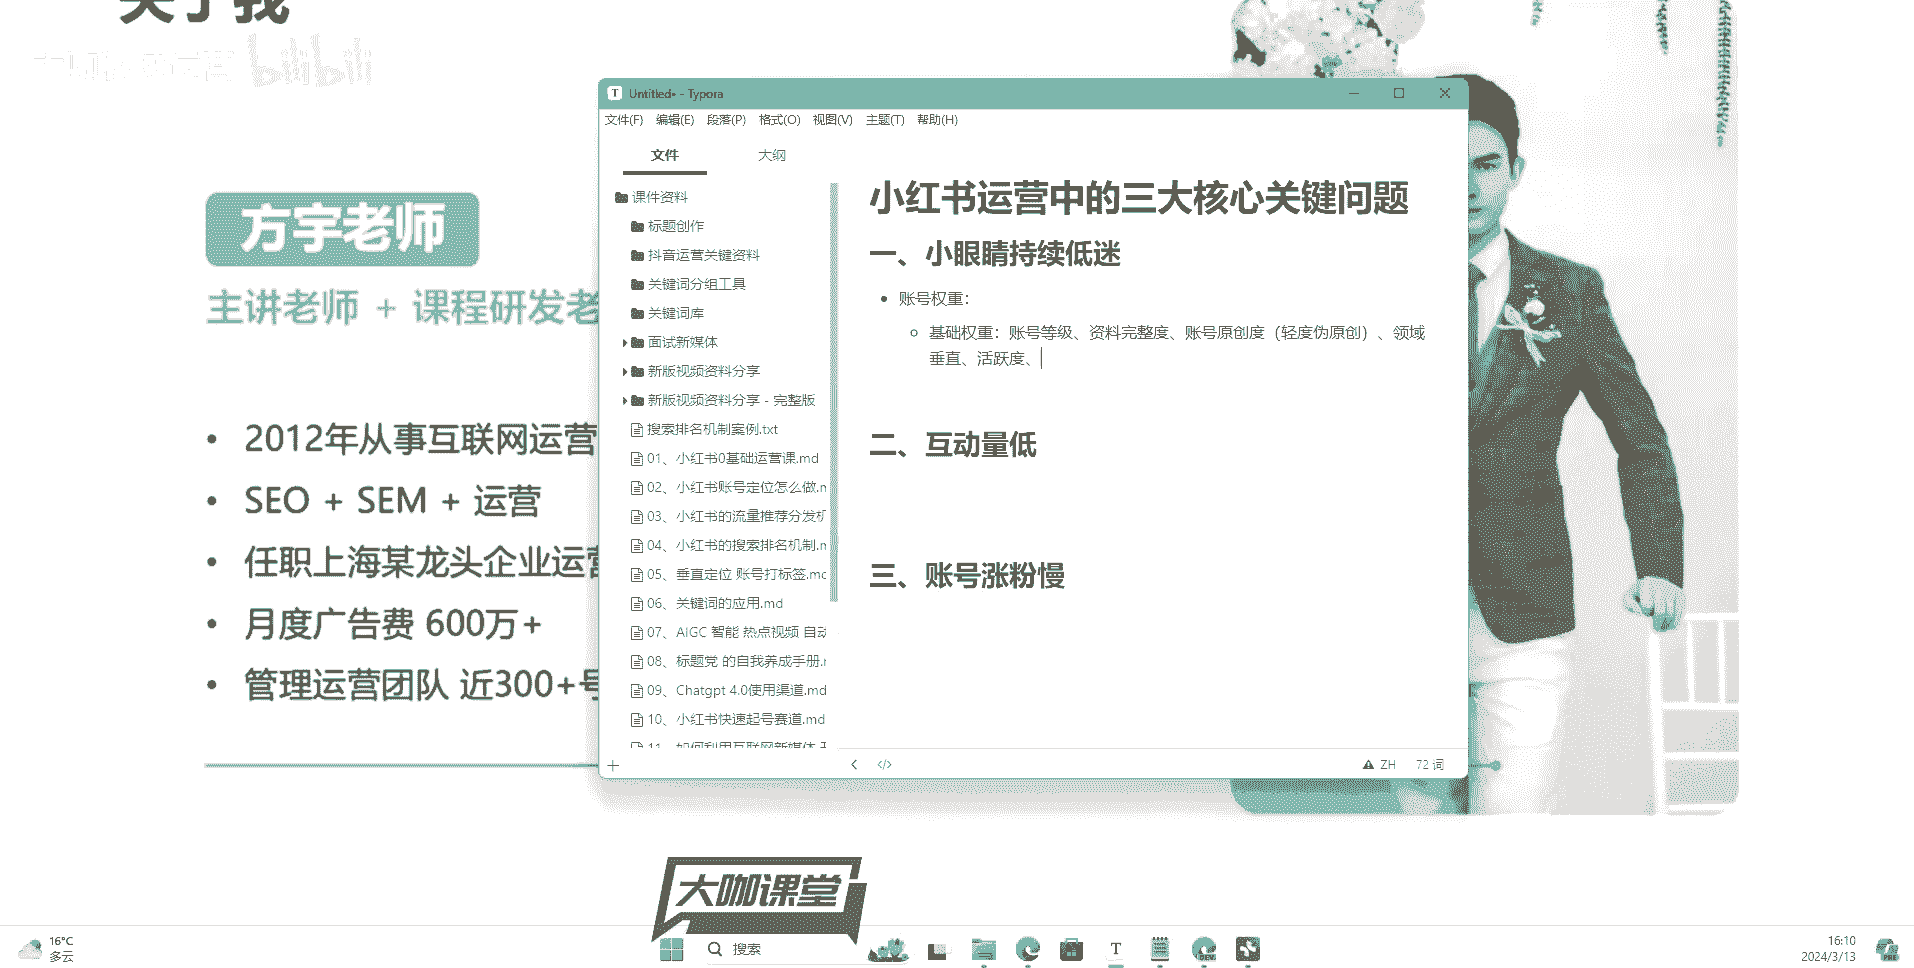 关于我
bilibili
方宇老师
主讲老师 + 课程研发老
• 2012年从事互联网运营
• SEO + SEM + 运营
• 任职上海某龙头企业运营
• 月度广告费 600万+
• 管理运营团队 近300+号
Untitled• - Typora
文件(F) 编辑(E) 段落(P) 格式(O) 视图(V) 主题(T) 帮助(H)
文件 大纲
课件资料
标题创作
抖音运营关键资料
关键词分组工具
关键词库
面试新媒体
新版视频资料分享
新版视频资料分享 - 完整版
搜索排名机制案例.txt
01、小红书0基础运营课.md
02、小红书账号定位怎么做.m
03、小红书的流量推荐分发机
04、小红书的搜索排名机制.m
05、垂直定位 账号打标签.md
06、关键词的应用.md
07、AIGC 智能 热点视频 自动
08、标题党 的自我养成手册.r
09、Chatgpt 4.0使用渠道.md
10、小红书快速起号赛道.md
11、如何利用互联网新媒体
小红书运营中的三大核心关键问题
一、小眼睛持续低迷
• 账号权重：
基础权重：账号等级、资料完整度、账号原创度（轻度伪原创）、领域
垂直、活跃度、
二、互动量低
三、账号涨粉慢
</> ZH 72 词
大咖课堂
16°C
多云
搜索
T
DEV
16:10
2024/3/13
PRE